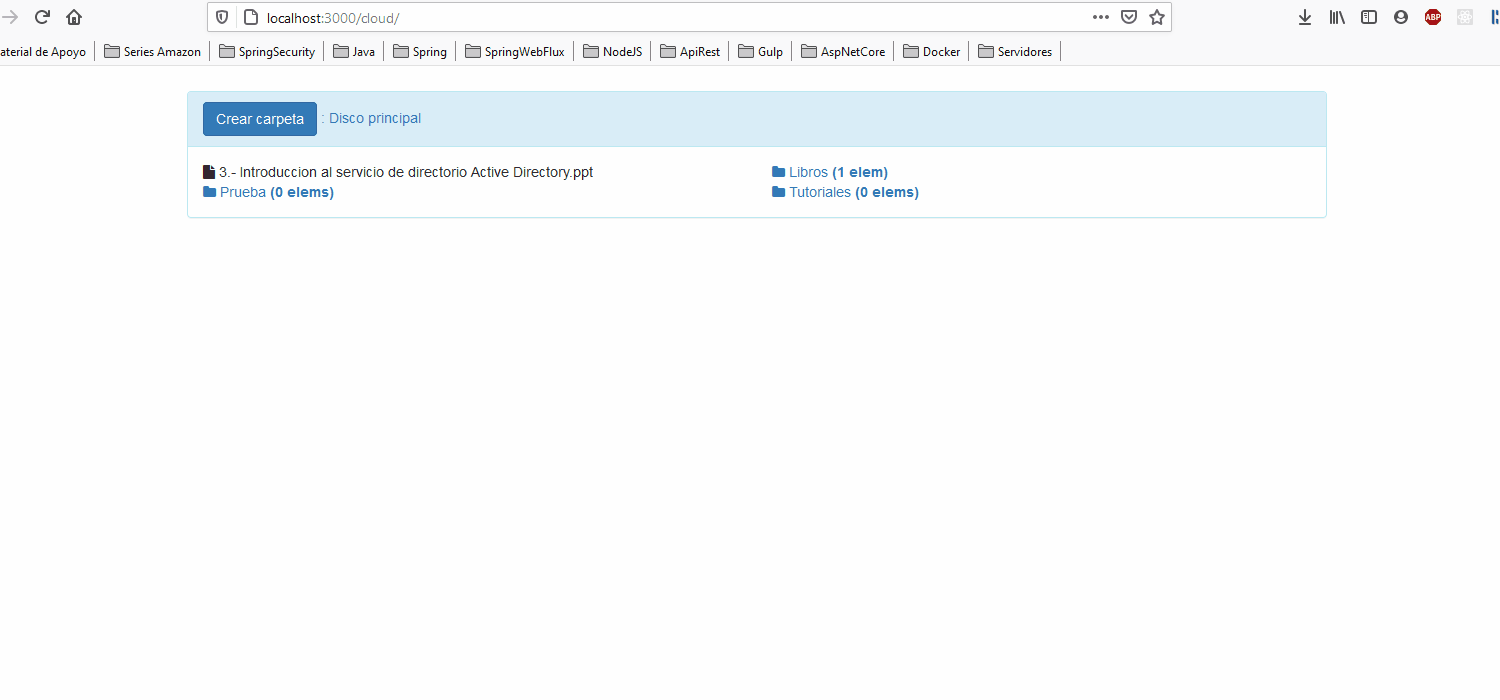 localhost:3000/cloud/
ABP
aterial de Apoyo Series Amazon SpringSecurity Java Spring SpringWebFlux NodeJS ApiRest Gulp AspNetCore Docker Servidores
Crear carpeta : Disco principal
3.- Introduccion al servicio de directorio Active Directory.ppt
Libros (1 elem)
Prueba (0 elems)
Tutoriales (0 elems)